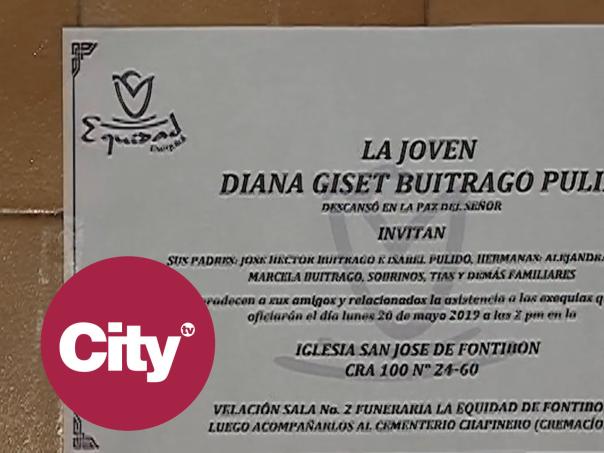 Equidad
LA JOVEN
DIANA GISET BUITRAGO PULI
DESCANSÓ EN LA PAZ DEL SEÑOR
INVITAN
SUS PADRES: JOSE HECTOR BUITRAGO E ISABEL PULIDO, HERMANAS: ALEJANDRA
MARCELA BUITRAGO, SOBRINOS, TIAS Y DEMÁS FAMILIARES
radecen a sus amigos y relacionados la asistencia a las exequias q
oficiarán el día lunes 20 de mayo 2019 a las 2 pm en la
IGLESIA SAN JOSE DE FONTIBON
CRA 100 N° 24-60
VELACIÓN SALA No. 2 FUNERARIA LA EQUIDAD DE FONTIBO
LUEGO ACOMPAÑARLOS AL CEMENTERIO CHAPINERO (CREMACIO
City tv